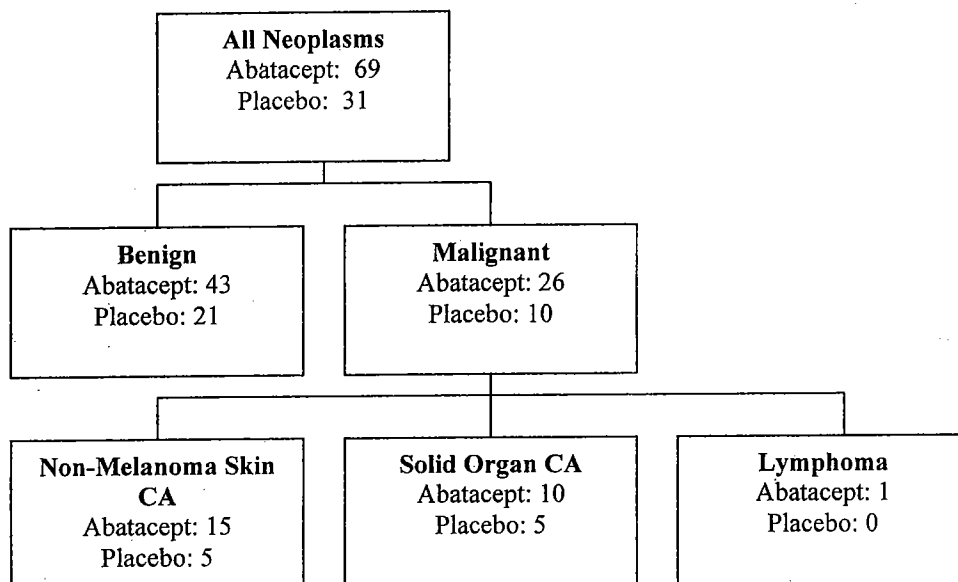 All Neoplasms
Abatacept: 69
Placebo: 31
Benign
Abatacept: 43
Placebo: 21
Malignant
Abatacept: 26
Placebo: 10
Non-Melanoma Skin
CA
Abatacept: 15
Placebo: 5
Solid Organ CA
Abatacept: 10
Placebo: 5
Lymphoma
Abatacept: 1
Placebo: 0